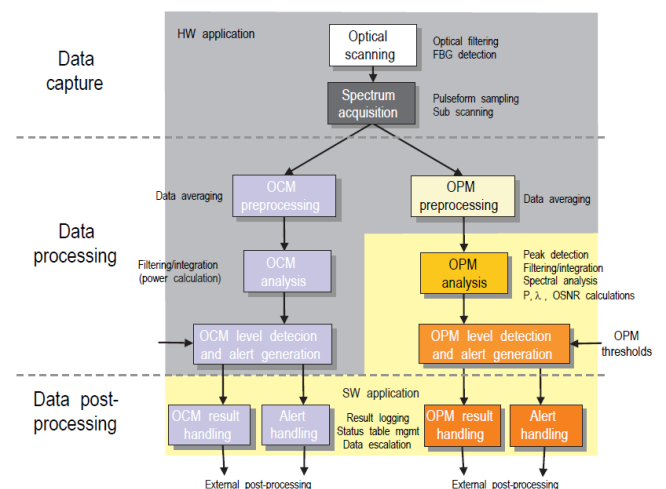 HW application
Optical
scanning
Optical filtering
FBG detection
Data
capture
Spectrum
acquisition
Pulseform sampling
Sub scanning
Data averaging
OCM
preprocessing
OPM
preprocessing
Data averaging
Data
processing
Filtering/integration
(power calculation)
OCM
analysis
OPM
analysis
Peak detection
Filtering/integration
Spectral analysis
P, λ , OSNR calculations
OCM level detection
and alert generation
OPM level detection
and alert generation
OPM
thresholds
Data post-
processing
SW application
OCM result
handling
Alert
handling
Result logging
Status table mgmt
Data escalation
OPM result
handling
Alert
handling
External post-processing
External post-processing